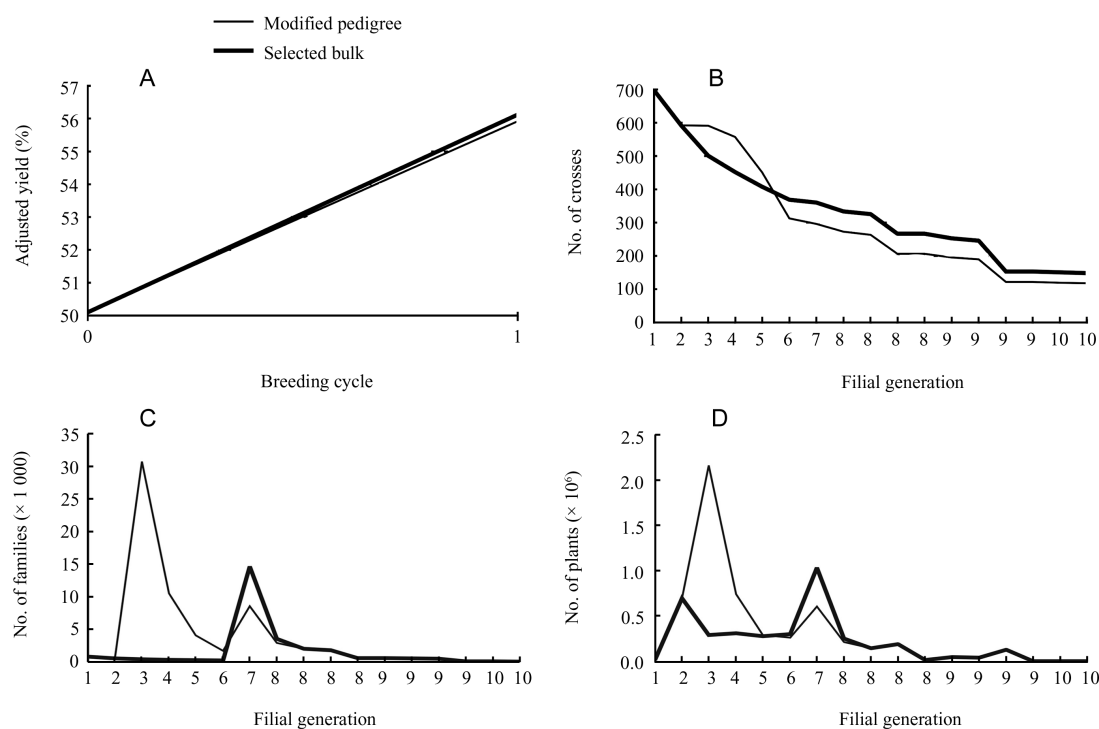 Modified pedigree
Selected bulk
A
57
56
55
54
53
52
51
50
Adjusted yield (%)
0 1
Breeding cycle
B
700
600
500
400
300
200
100
0
No. of crosses
1 2 3 4 5 6 7 8 8 8 8 9 9 9 9 10 10
Filial generation
C
35
30
25
20
15
10
5
0
No. of families (× 1 000)
1 2 3 4 5 6 7 8 8 8 8 9 9 9 9 10 10
Filial generation
D
2.5
2.0
1.5
1.0
0.5
0.0
No. of plants (× 10⁶)
1 2 3 4 5 6 7 8 8 8 8 9 9 9 9 10 10
Filial generation